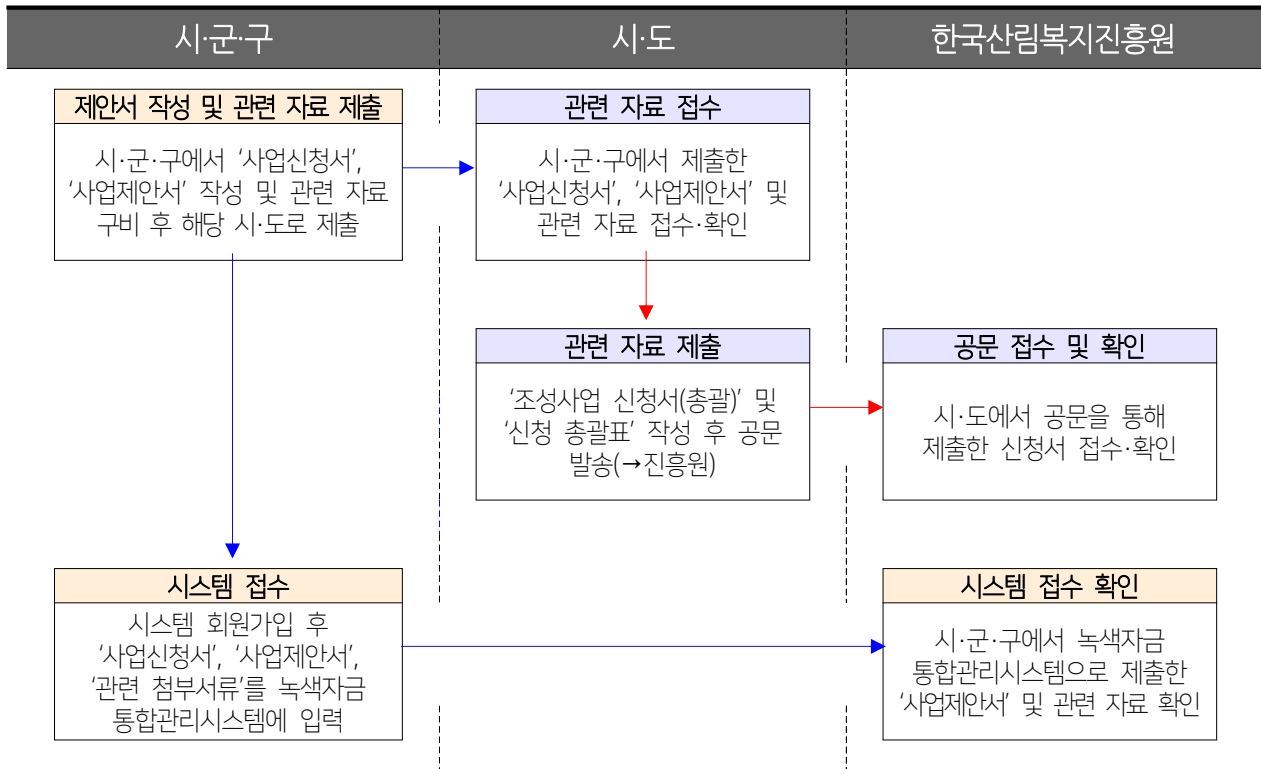 시·군·구
시·도
한국산림복지진흥원
제안서 작성 및 관련 자료 제출
시·군·구에서 ‘사업신청서’,
‘사업제안서’ 작성 및 관련 자료
구비 후 해당 시·도로 제출
관련 자료 접수
시·군·구에서 제출한
‘사업신청서’, ‘사업제안서’ 및
관련 자료 접수·확인
관련 자료 제출
‘조성사업 신청서(총괄)’ 및
‘신청 총괄표’ 작성 후 공문
발송(→진흥원)
공문 접수 및 확인
시·도에서 공문을 통해
제출한 신청서 접수·확인
시스템 접수
시스템 회원가입 후
‘사업신청서’, ‘사업제안서’,
‘관련 첨부서류’를 녹색자금
통합관리시스템에 입력
시스템 접수 확인
시·군·구에서 녹색자금
통합관리시스템으로 제출한
‘사업제안서’ 및 관련 자료 확인